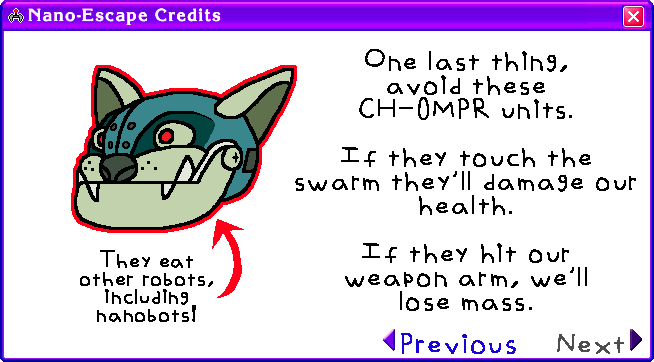 Nano-Escape Credits
One last thing,
avoid these
CH-0MPR units.
If they touch the
swarm they'll damage our
health.
If they hit our
weapon arm, we'll
lose mass.
They eat
other robots,
including
nanobots!
Previous
Next